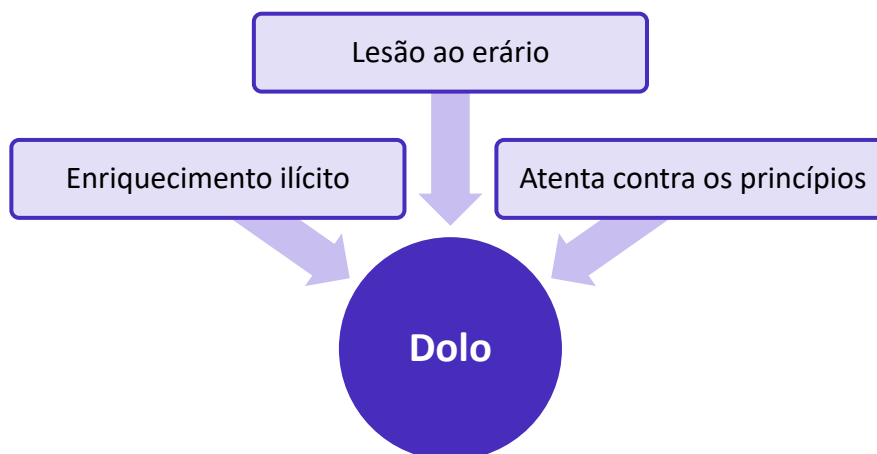 Lesão ao erário
Enriquecimento ilícito
Atenta contra os princípios
Dolo